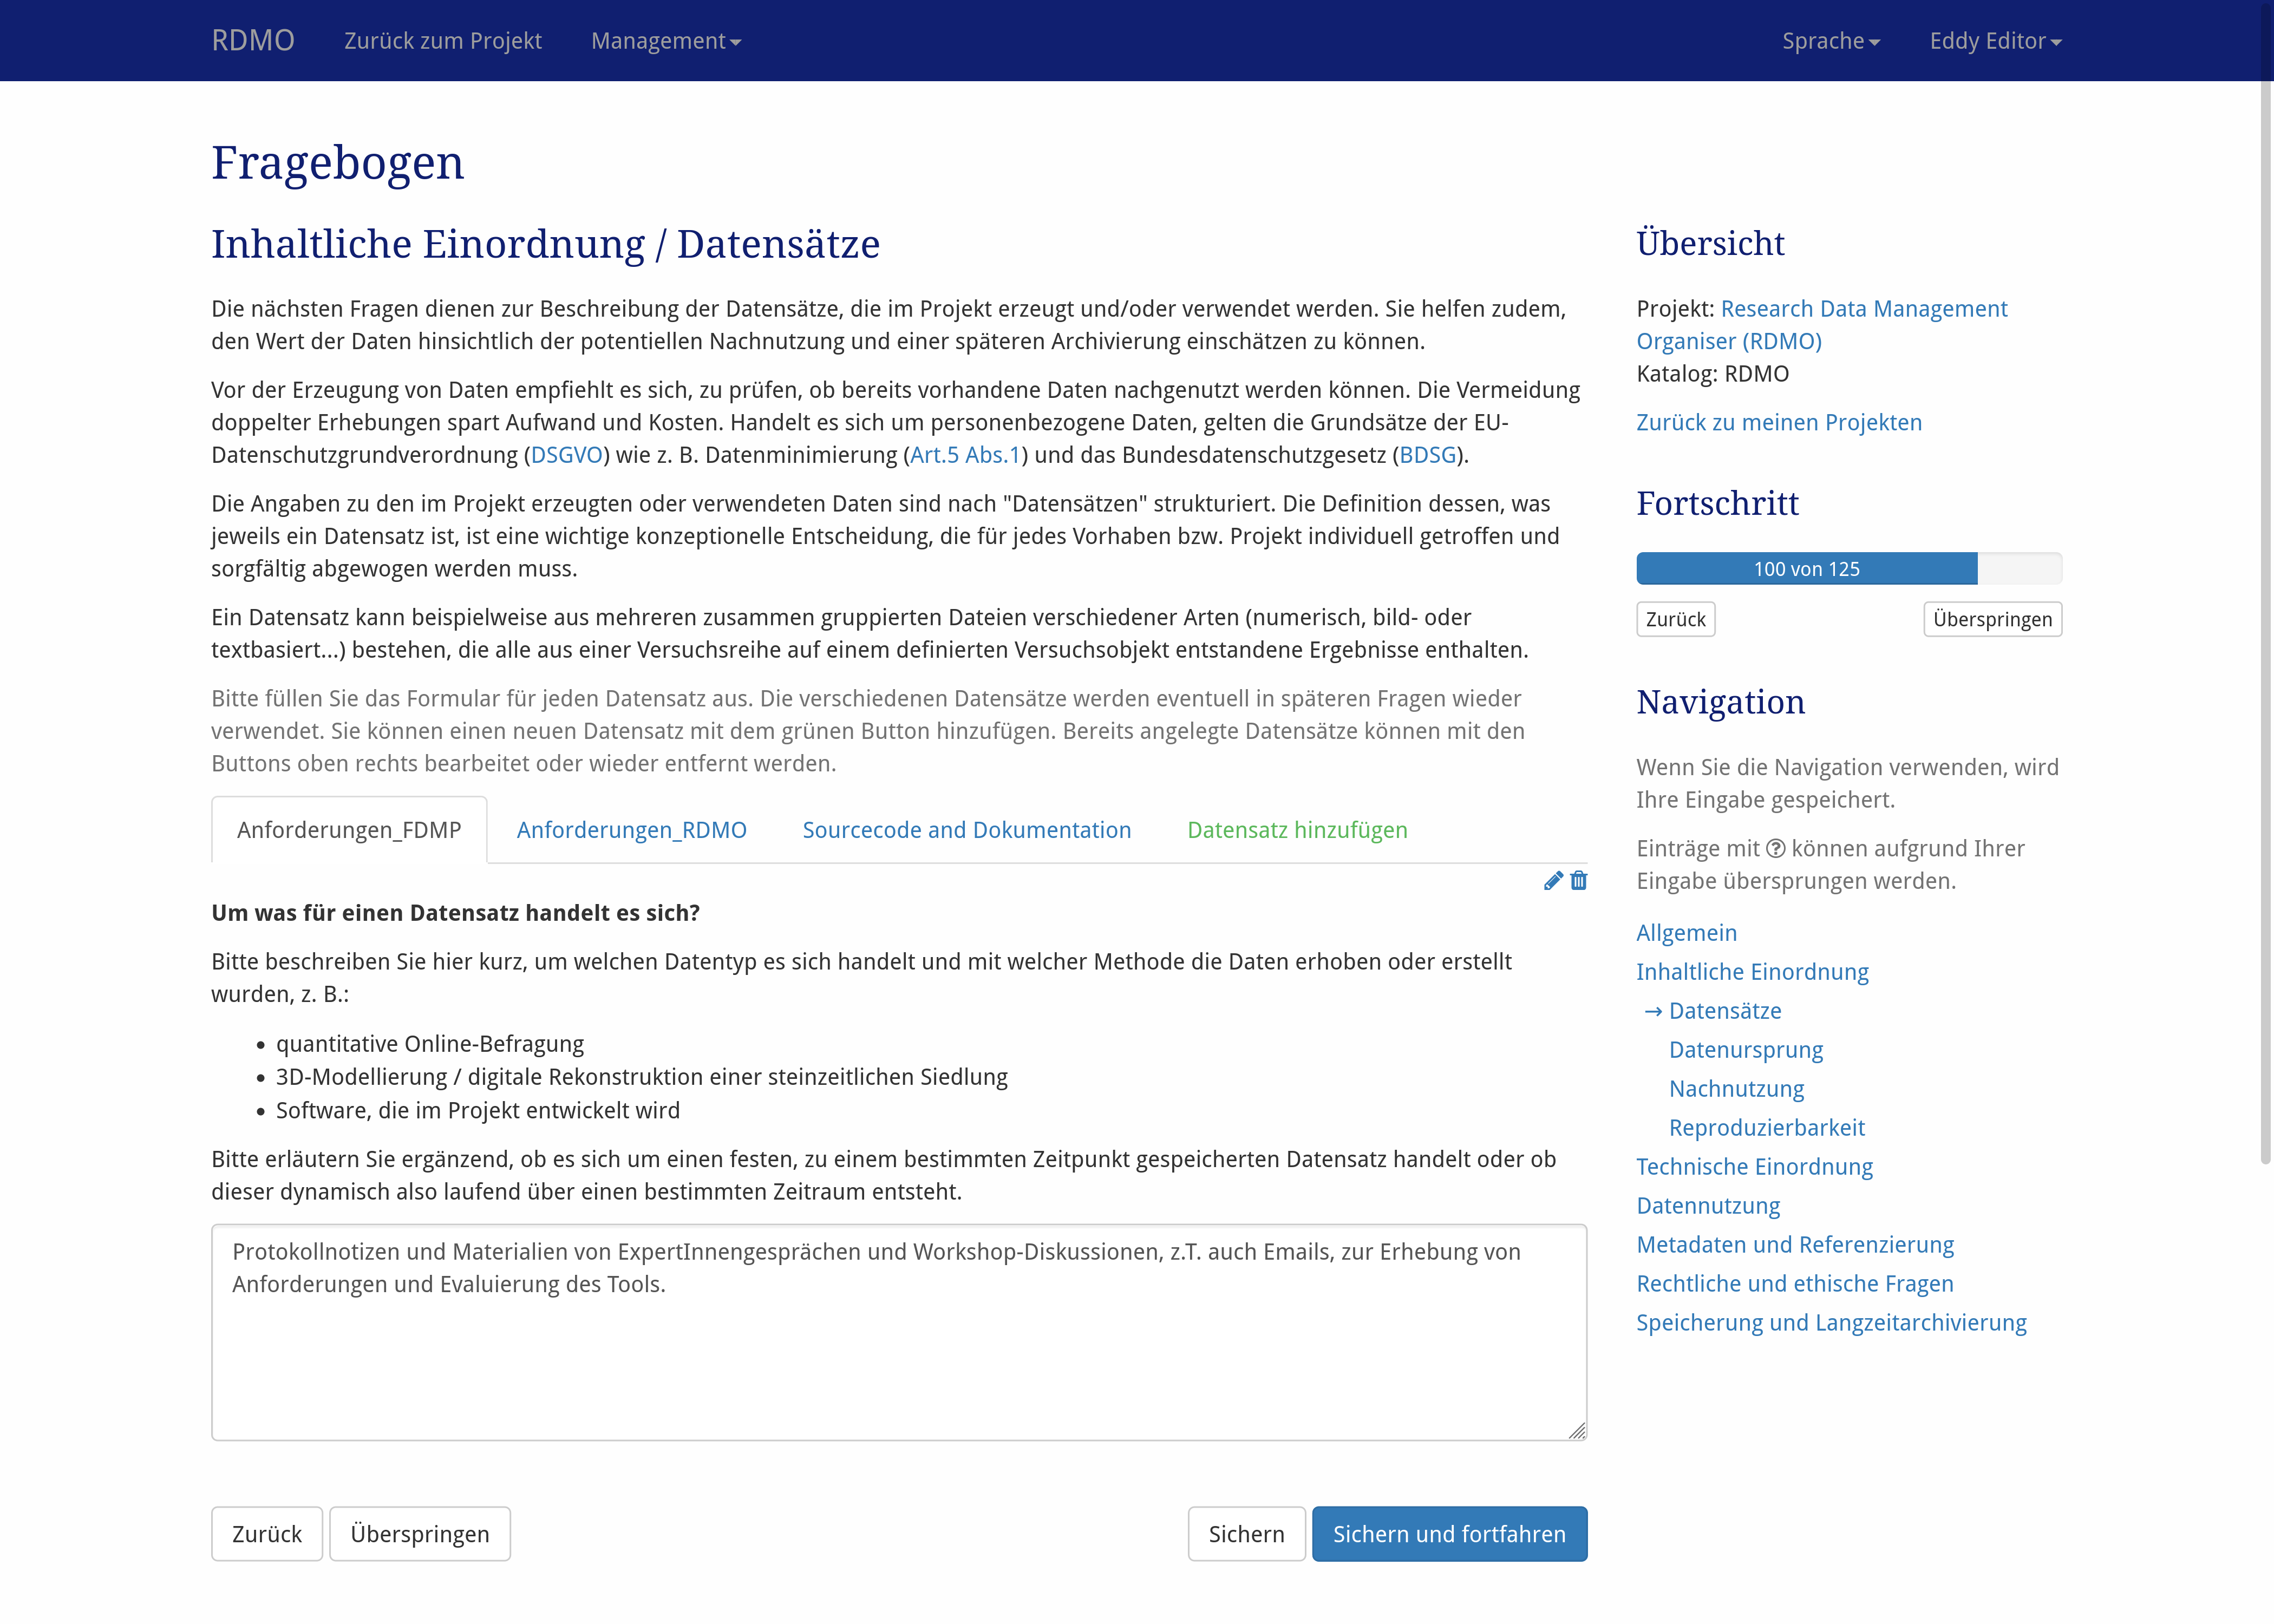 RDMO Zurück zum Projekt Management Sprache Eddy Editor
Fragebogen
Inhaltliche Einordnung / Datensätze
Die nächsten Fragen dienen zur Beschreibung der Datensätze, die im Projekt erzeugt und/oder verwendet werden. Sie helfen zudem,
den Wert der Daten hinsichtlich der potentiellen Nachnutzung und einer späteren Archivierung einschätzen zu können.
Vor der Erzeugung von Daten empfiehlt es sich, zu prüfen, ob bereits vorhandene Daten nachgenutzt werden können. Die Vermeidung
doppelter Erhebungen spart Aufwand und Kosten. Handelt es sich um personenbezogene Daten, gelten die Grundsätze der EU-
Datenschutzgrundverordnung (DSGVO) wie z. B. Datenminimierung (Art.5 Abs.1) und das Bundesdatenschutzgesetz (BDSG).
Die Angaben zu den im Projekt erzeugten oder verwendeten Daten sind nach "Datensätzen" strukturiert. Die Definition dessen, was
jeweils ein Datensatz ist, ist eine wichtige konzeptionelle Entscheidung, die für jedes Vorhaben bzw. Projekt individuell getroffen und
sorgfältig abgewogen werden muss.
Ein Datensatz kann beispielweise aus mehreren zusammen gruppierten Dateien verschiedener Arten (numerisch, bild- oder
textbasiert...) bestehen, die alle aus einer Versuchsreihe auf einem definierten Versuchsobjekt entstandene Ergebnisse enthalten.
Bitte füllen Sie das Formular für jeden Datensatz aus. Die verschiedenen Datensätze werden eventuell in späteren Fragen wieder
verwendet. Sie können einen neuen Datensatz mit dem grünen Button hinzufügen. Bereits angelegte Datensätze können mit den
Buttons oben rechts bearbeitet oder wieder entfernt werden.
Anforderungen_FDMP Anforderungen_RDMO Sourcecode and Dokumentation Datensatz hinzufügen
Um was für einen Datensatz handelt es sich?
Bitte beschreiben Sie hier kurz, um welchen Datentyp es sich handelt und mit welcher Methode die Daten erhoben oder erstellt
wurden, z. B.:
• quantitative Online-Befragung
• 3D-Modellierung / digitale Rekonstruktion einer steinzeitlichen Siedlung
• Software, die im Projekt entwickelt wird
Bitte erläutern Sie ergänzend, ob es sich um einen festen, zu einem bestimmten Zeitpunkt gespeicherten Datensatz handelt oder ob
dieser dynamisch also laufend über einen bestimmten Zeitraum entsteht.
Protokollnotizen und Materialien von ExpertInnengesprächen und Workshop-Diskussionen, z.T. auch Emails, zur Erhebung von
Anforderungen und Evaluierung des Tools.
Zurück Überspringen Sichern Sichern und fortfahren
Übersicht
Projekt: Research Data Management
Organiser (RDMO)
Katalog: RDMO
Zurück zu meinen Projekten
Fortschritt
100 von 125
Zurück Überspringen
Navigation
Wenn Sie die Navigation verwenden, wird
Ihre Eingabe gespeichert.
Einträge mit ? können aufgrund Ihrer
Eingabe übersprungen werden.
Allgemein
Inhaltliche Einordnung
→ Datensätze
Datenursprung
Nachnutzung
Reproduzierbarkeit
Technische Einordnung
Datennutzung
Metadaten und Referenzierung
Rechtliche und ethische Fragen
Speicherung und Langzeitarchivierung